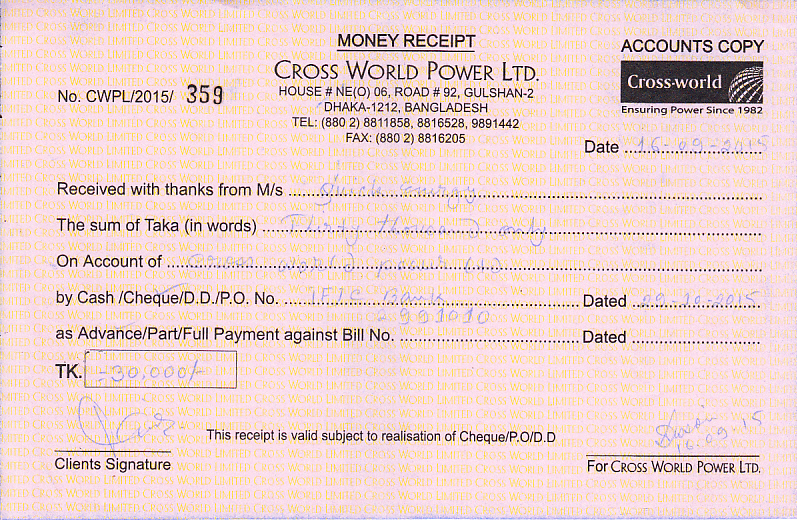 MONEY RECEIPT
ACCOUNTS COPY
CROSS WORLD POWER LTD.
Cross-world
Ensuring Power Since 1982
No. CWPL/2015/ 359
HOUSE # NE(O) 06, ROAD # 92, GULSHAN-2
DHAKA-1212, BANGLADESH
TEL: (880 2) 8811858, 8816528, 9891442
FAX: (880 2) 8816205
Date 16-09-2015
Received with thanks from M/s Quick Energy
The sum of Taka (in words) Thirty thousand only
On Account of Cross world power Ltd
by Cash /Cheque/D.D./P.O. No. IFIC Bank Dated 09-10-2015
2991010
as Advance/Part/Full Payment against Bill No. Dated
TK. -30,000/-
16-09-15
This receipt is valid subject to realisation of Cheque/P.O/D.D
Clients Signature
For CROSS WORLD POWER LTD.